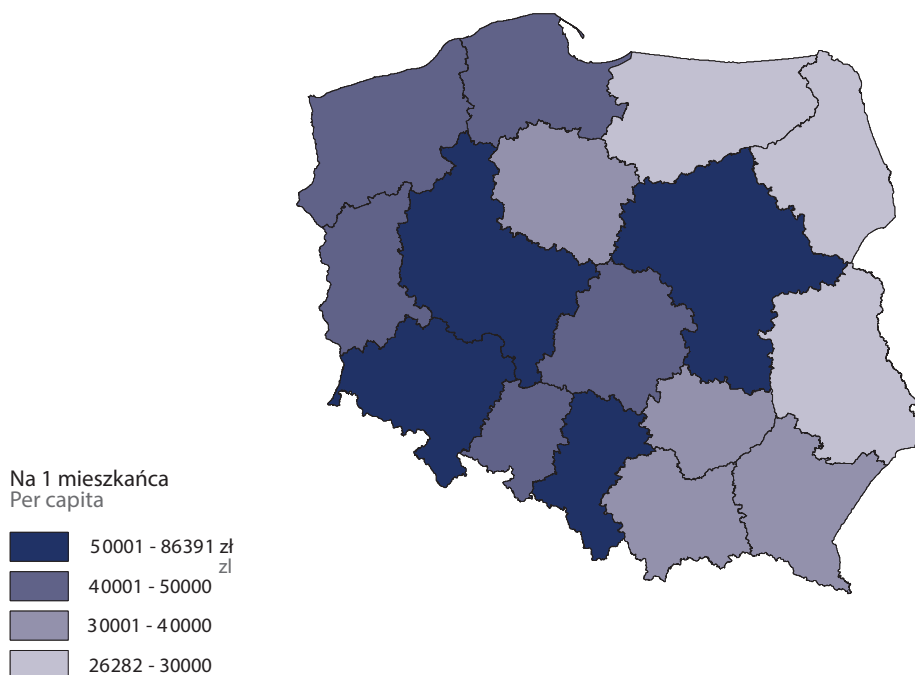 Na 1 mieszkańca
Per capita
50001 - 86391 zł
zl
40001 - 50000
30001 - 40000
26282 - 30000